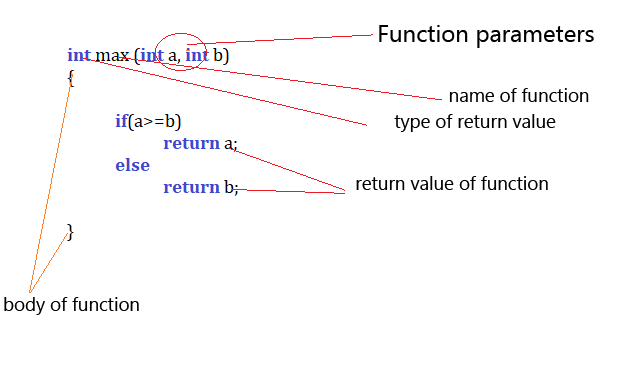 Function parameters
int max (int a, int b)
{
name of function
type of return value
if(a>=b)
return a;
else
return value of function
return b;
}
body of function